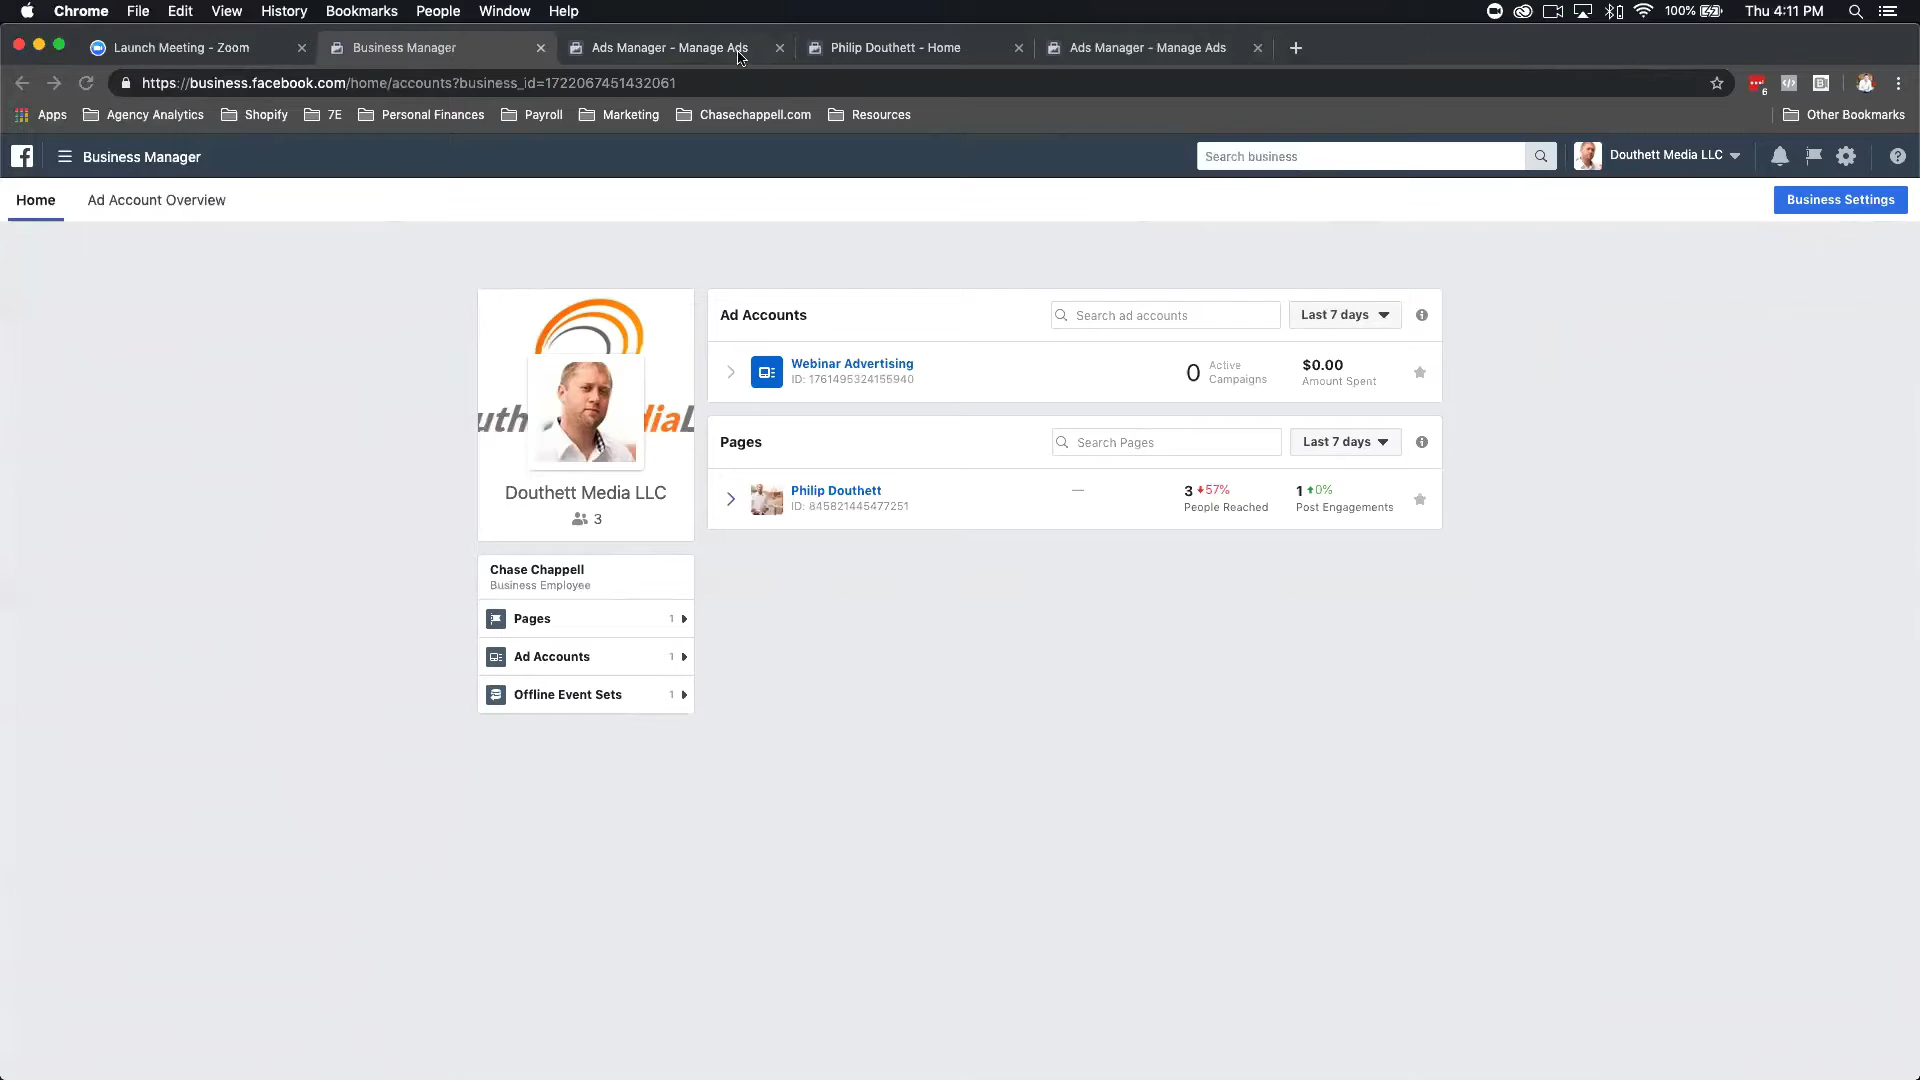 Chrome File Edit View History Bookmarks People Window Help 100% Thu 4:11 PM
Launch Meeting - Zoom Business Manager Ads Manager - Manage Ads Philip Douthett - Home Ads Manager - Manage Ads
https://business.facebook.com/home/accounts?business_id=1722067451432061 6
Apps Agency Analytics Shopify 7E Personal Finances Payroll Marketing Chasechappell.com Resources Other Bookmarks
Business Manager Search business Douthett Media LLC
Home Ad Account Overview Business Settings
Ad Accounts Search ad accounts Last 7 days
Webinar Advertising
ID: 1761495324155940
0 Active Campaigns
$0.00
Amount Spent
Pages Search Pages Last 7 days
Philip Douthett
ID: 845821445477251
—
3 57%
People Reached
1 0%
Post Engagements
uth dia
Douthett Media LLC
3
Chase Chappell
Business Employee
Pages 1
Ad Accounts 1
Offline Event Sets 1